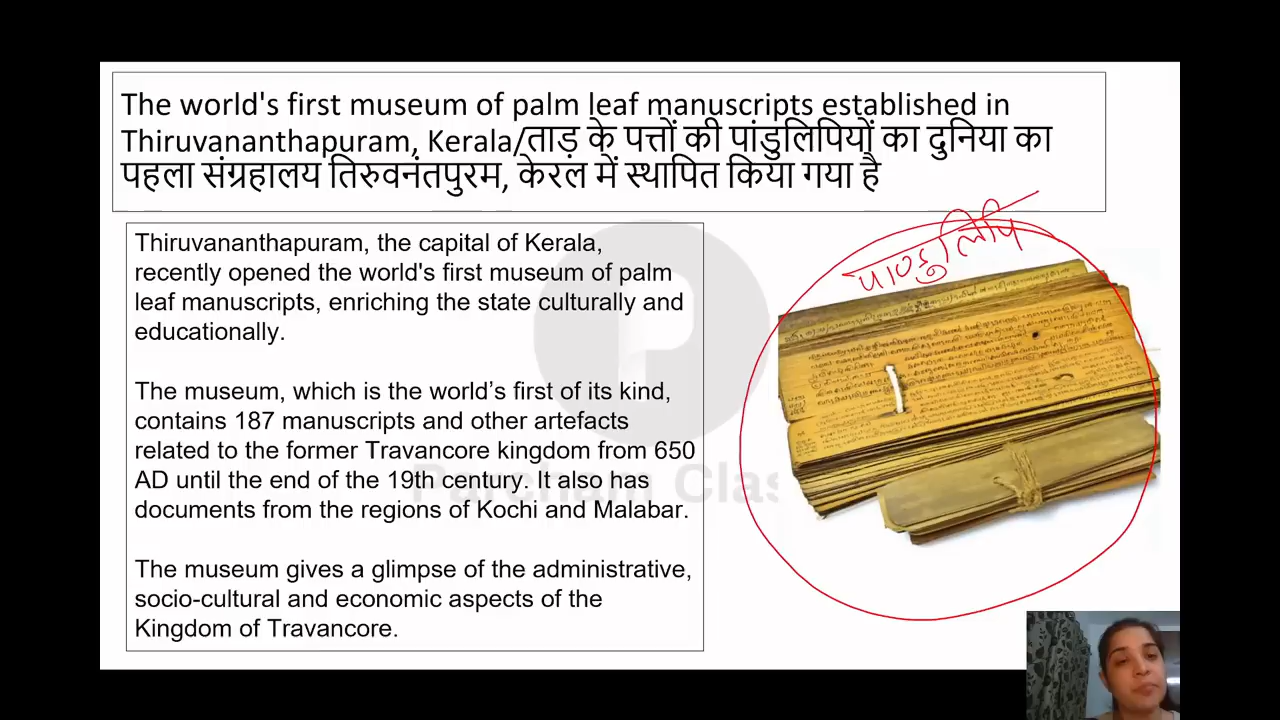 The world's first museum of palm leaf manuscripts established in
Thiruvananthapuram, Kerala/ताड़ के पत्तों की पांडुलिपियों का दुनिया का
पहला संग्रहालय तिरुवनंतपुरम, केरल में स्थापित किया गया है
Thiruvananthapuram, the capital of Kerala,
recently opened the world's first museum of palm
leaf manuscripts, enriching the state culturally and
educationally.
The museum, which is the world’s first of its kind,
contains 187 manuscripts and other artefacts
related to the former Travancore kingdom from 650
AD until the end of the 19th century. It also has
documents from the regions of Kochi and Malabar.
The museum gives a glimpse of the administrative,
socio-cultural and economic aspects of the
Kingdom of Travancore.
पाण्डुलिपि
Parcham Clas